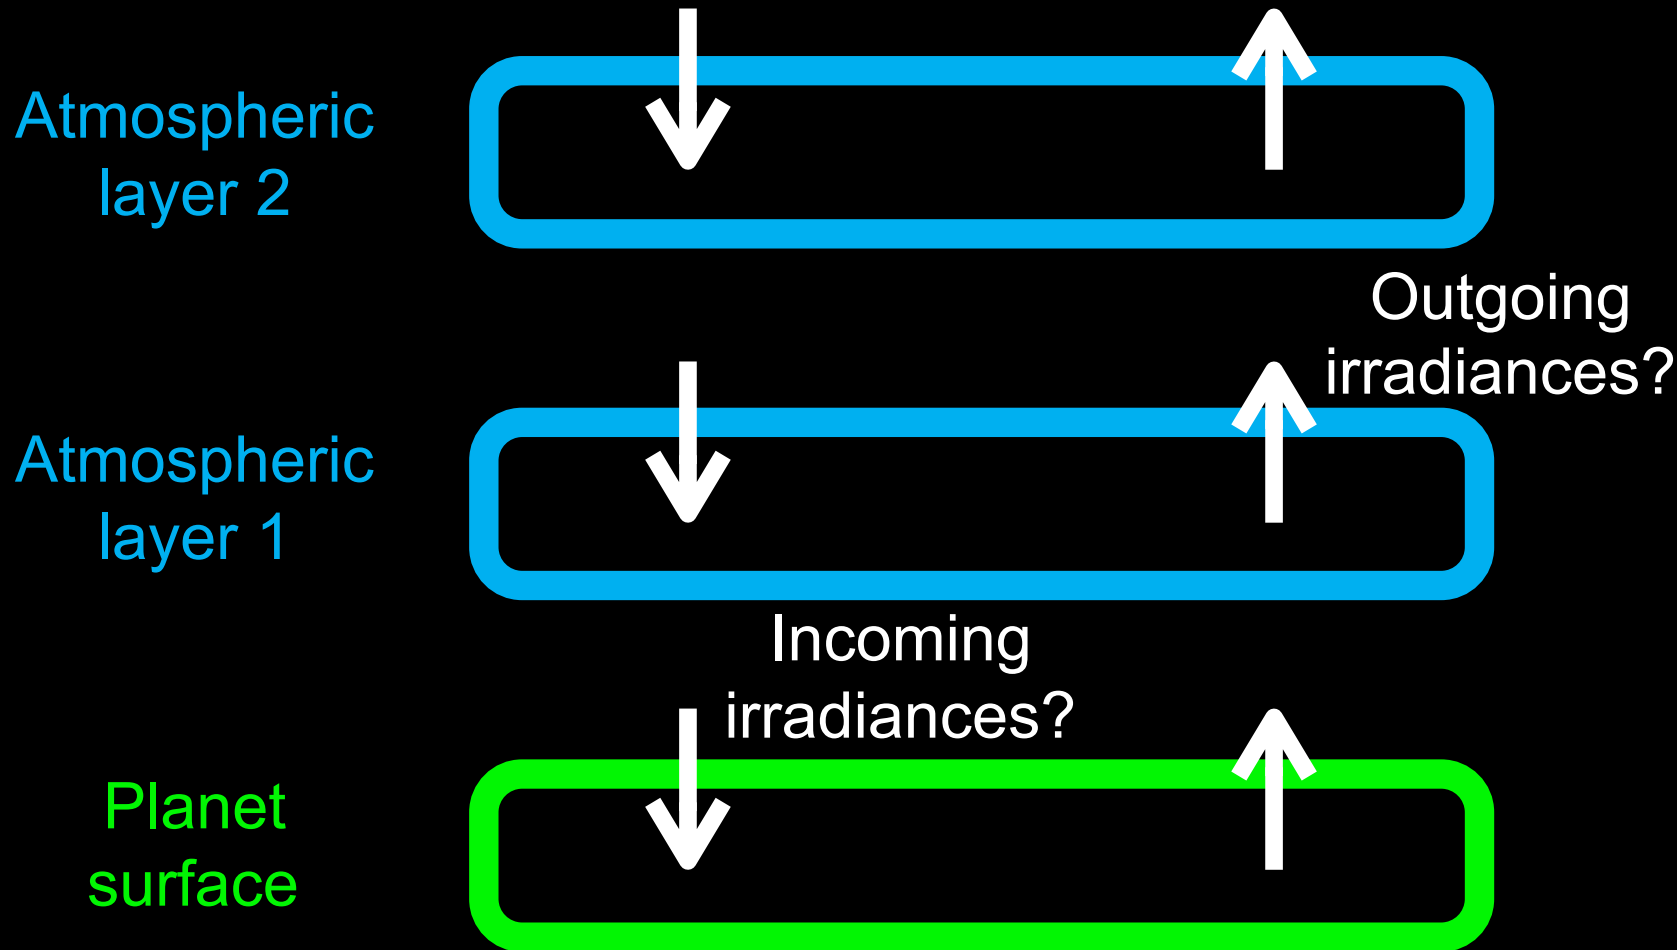 Atmospheric
layer 2
Outgoing
irradiances?
Atmospheric
layer 1
Incoming
irradiances?
Planet
surface